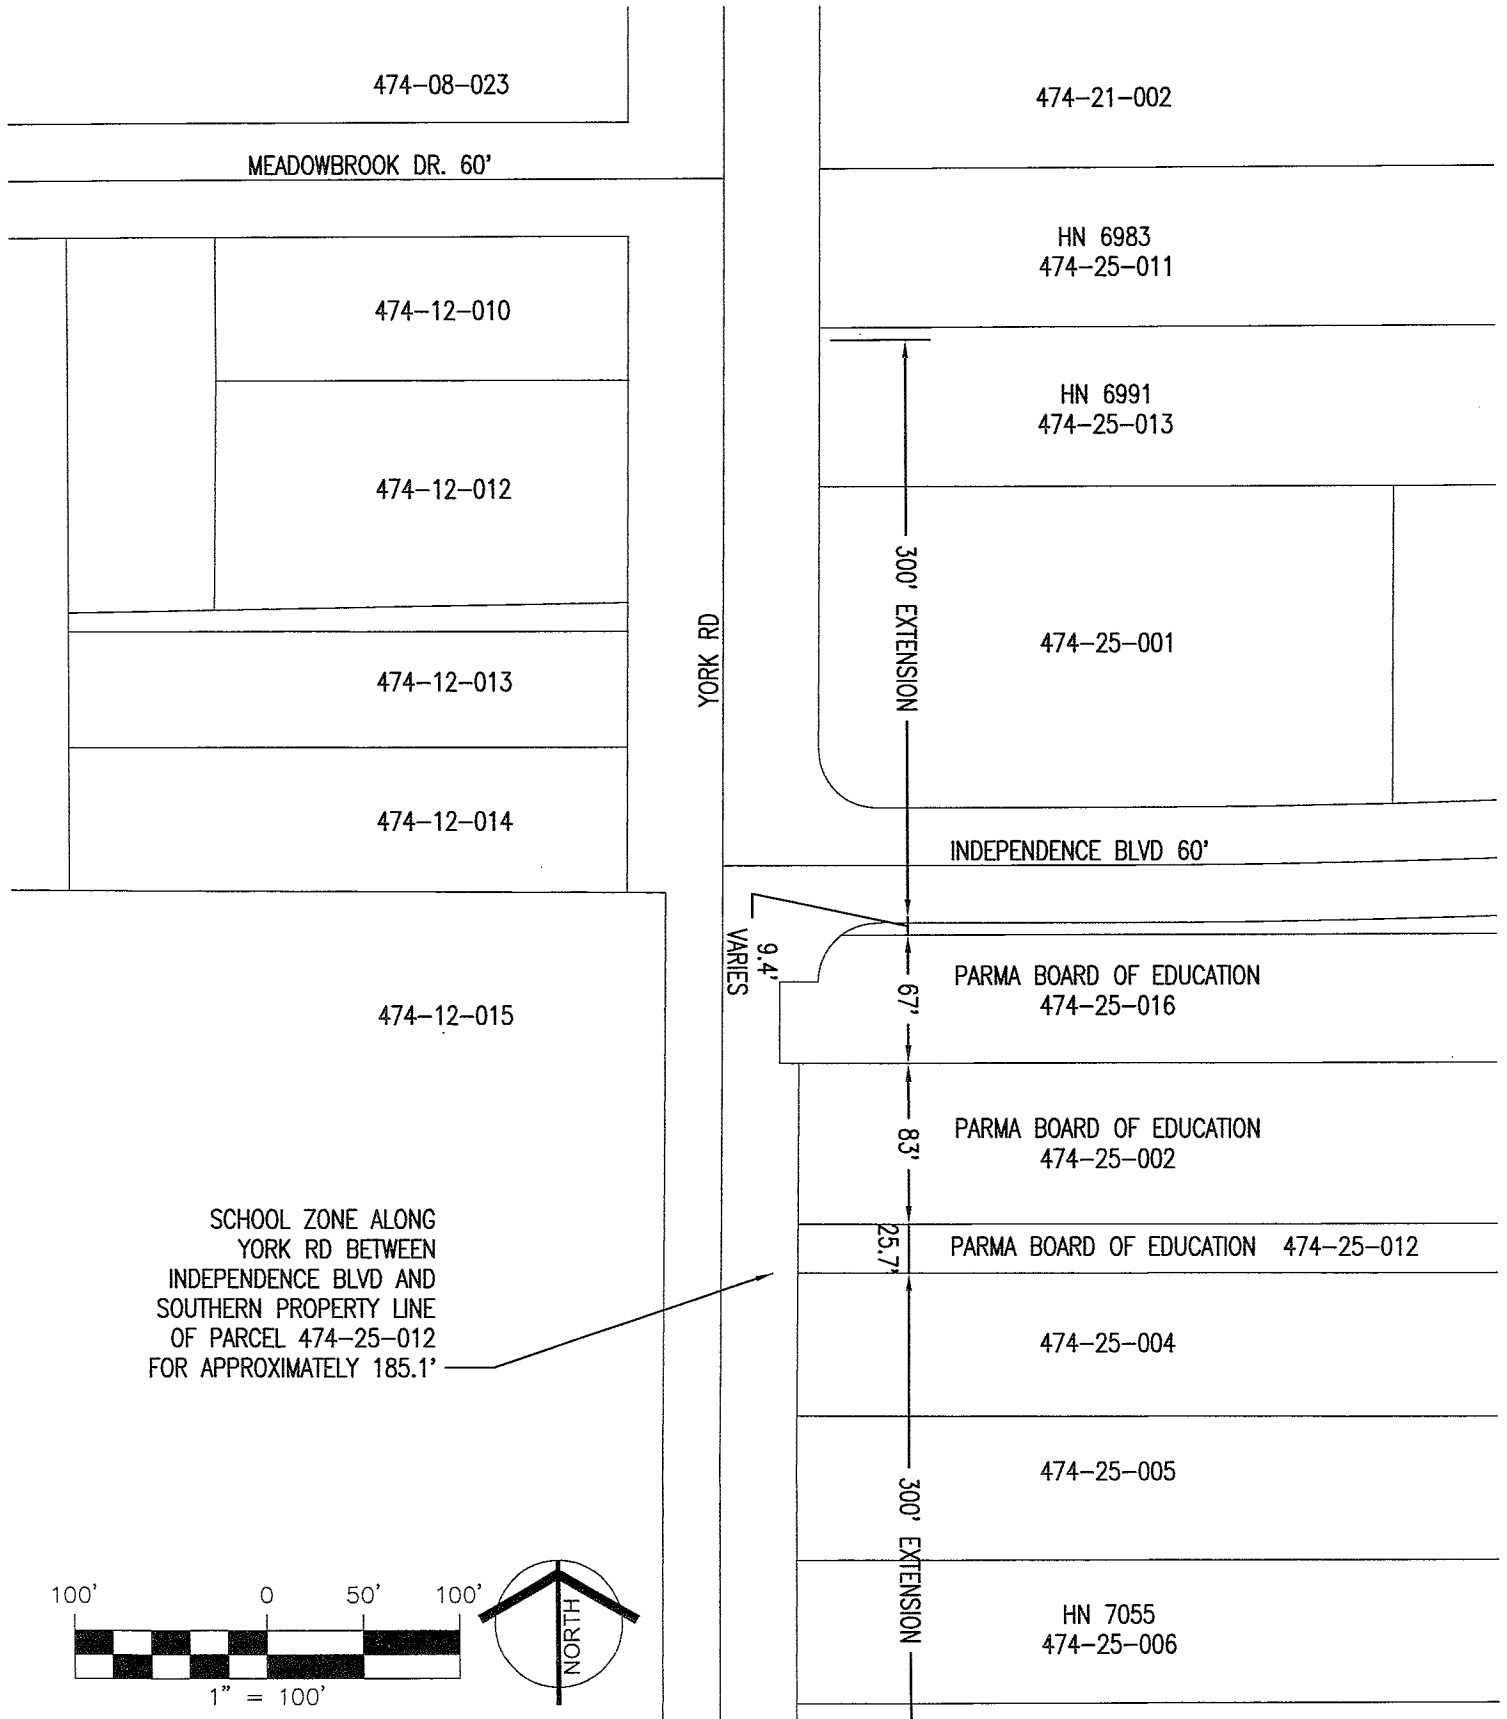 474-08-023
474-21-002
MEADOWBROOK DR. 60'
HN 6983
474-25-011
474-12-010
HN 6991
474-25-013
474-12-012
300' EXTENSION
YORK RD
474-25-001
474-12-013
474-12-014
INDEPENDENCE BLVD 60'
9.4'
VARIES
67'
PARMA BOARD OF EDUCATION
474-25-016
474-12-015
83'
PARMA BOARD OF EDUCATION
474-25-002
25.7'
PARMA BOARD OF EDUCATION 474-25-012
SCHOOL ZONE ALONG
YORK RD BETWEEN
INDEPENDENCE BLVD AND
SOUTHERN PROPERTY LINE
OF PARCEL 474-25-012
FOR APPROXIMATELY 185.1'
474-25-004
474-25-005
300' EXTENSION
HN 7055
474-25-006
100' 0 50' 100'
1" = 100'
NORTH